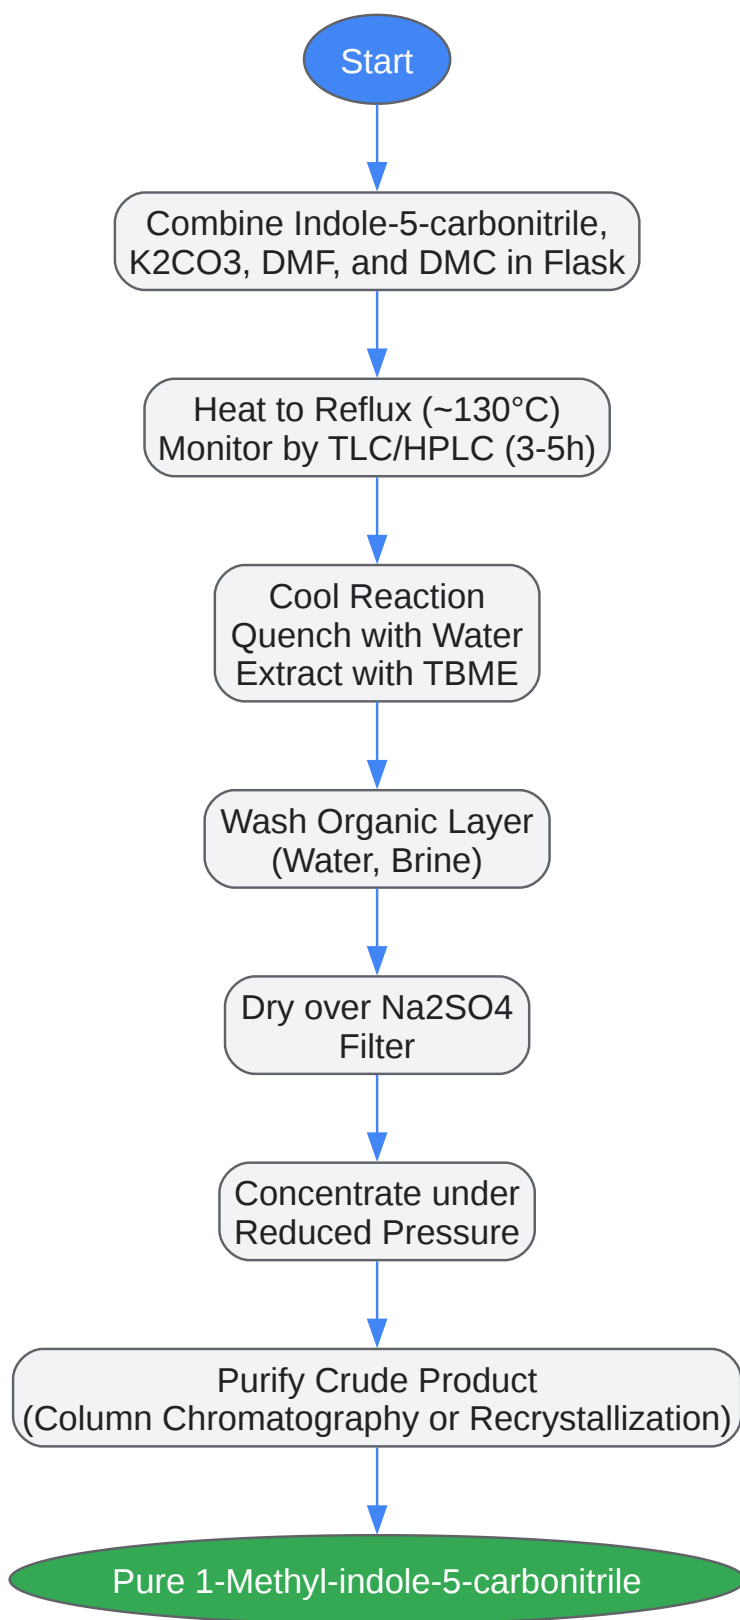 Start
Combine Indole-5-carbonitrile,
K2CO3, DMF, and DMC in Flask
Heat to Reflux (~130°C)
Monitor by TLC/HPLC (3-5h)
Cool Reaction
Quench with Water
Extract with TBME
Wash Organic Layer
(Water, Brine)
Dry over Na2SO4
Filter
Concentrate under
Reduced Pressure
Purify Crude Product
(Column Chromatography or Recrystallization)
Pure 1-Methyl-indole-5-carbonitrile